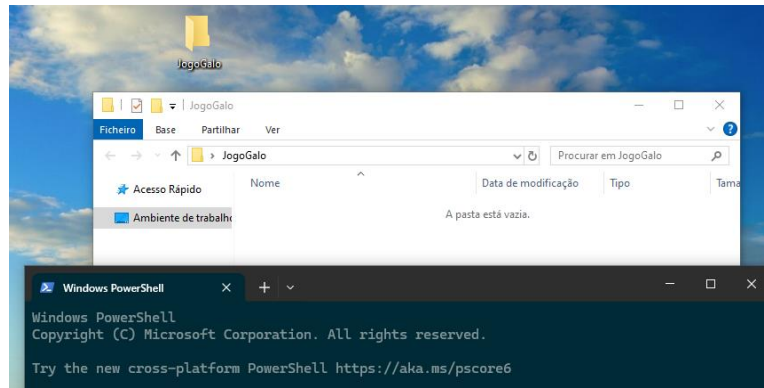 JogoGalo
JogoGalo
Ficheiro Base Partilhar Ver
JogoGalo Procurar em JogoGalo
Acesso Rápido Nome Data de modificação Tipo Tama
Ambiente de trabalho A pasta está vazia.
Windows PowerShell
Windows PowerShell
Copyright (C) Microsoft Corporation. All rights reserved.
Try the new cross-platform PowerShell https://aka.ms/pscore6